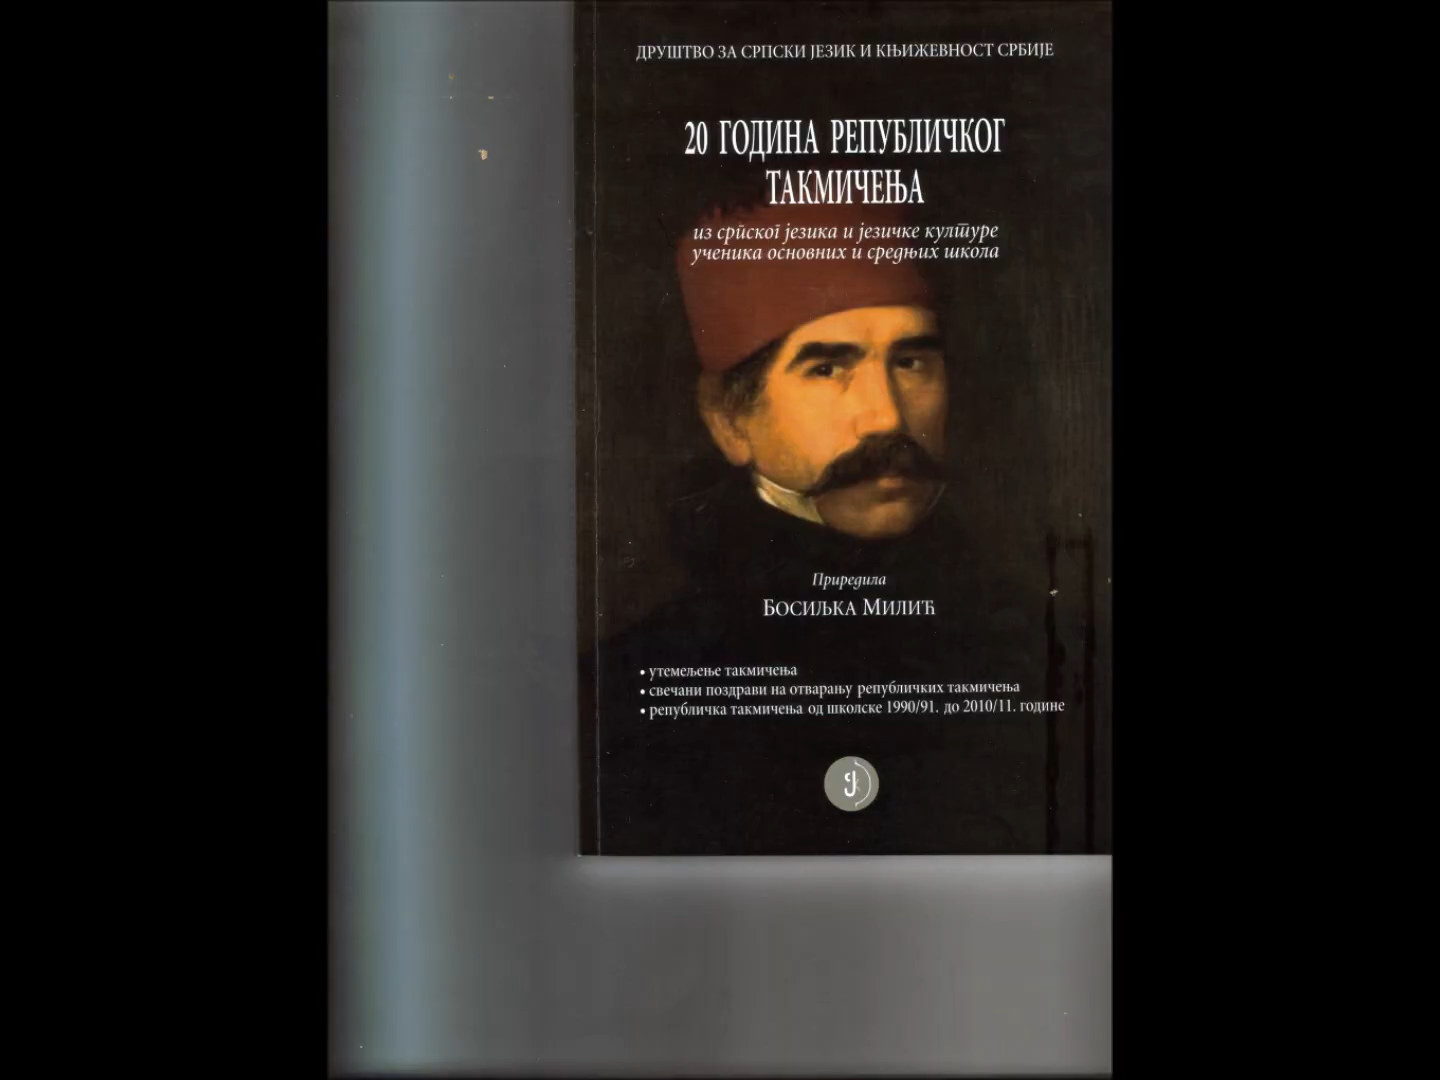 ДРУШТВО ЗА СРПСКИ ЈЕЗИК И КЊИЖЕВНОСТ СРБИЈЕ
20 ГОДИНА РЕПУБЛИЧКОГ
ТАКМИЧЕЊА
из српског језика и језичке културе
ученика основних и средњих школа
Приредила
БОСИЉКА МИЛИЋ
• утемељење такмичења
• свечани поздрави на отварању републичких такмичења
• републичка такмичења од школске 1990/91. до 2010/11. године